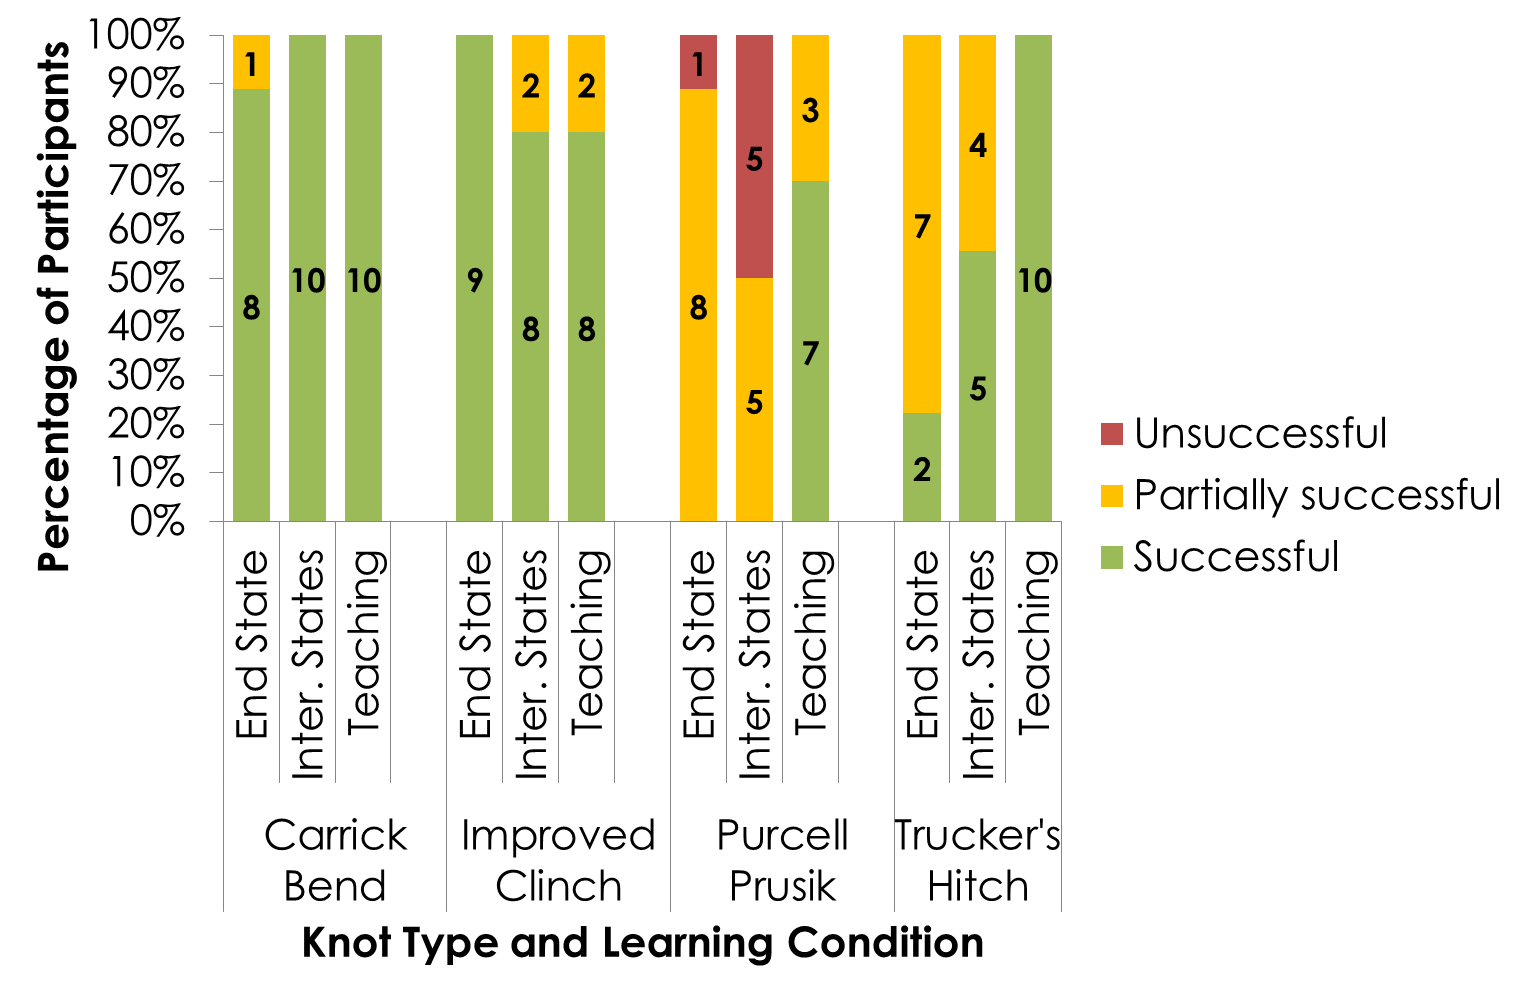 Percentage of Participants
100%
90%
80%
70%
60%
50%
40%
30%
20%
10%
0%
1
8
10
10
9
2
8
2
8
1
8
5
5
3
7
7
2
4
5
10
Unsuccessful
Partially successful
Successful
End State
Inter. States
Teaching
End State
Inter. States
Teaching
End State
Inter. States
Teaching
End State
Inter. States
Teaching
Carrick
Bend
Improved
Clinch
Purcell
Prusik
Trucker's
Hitch
Knot Type and Learning Condition